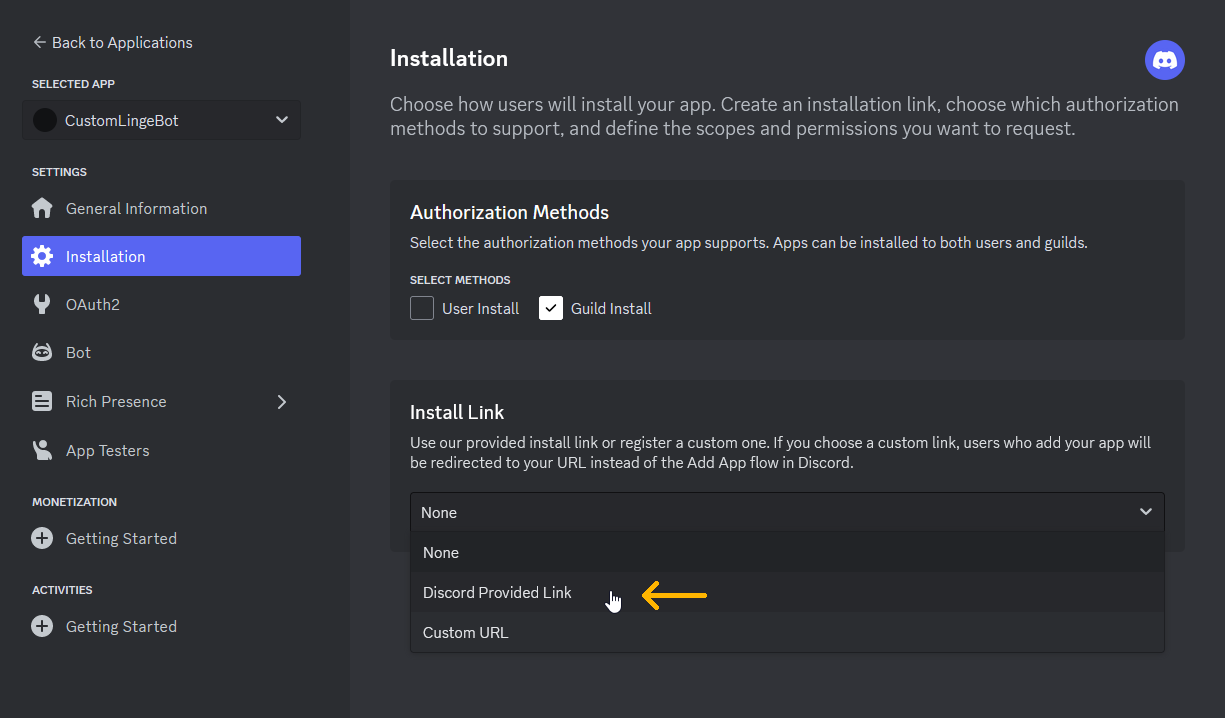 Back to Applications
SELECTED APP
CustomLingeBot
SETTINGS
General Information
Installation
OAuth2
Bot
Rich Presence
App Testers
MONETIZATION
Getting Started
ACTIVITIES
Getting Started
Installation
Choose how users will install your app. Create an installation link, choose which authorization
methods to support, and define the scopes and permissions you want to request.
Authorization Methods
Select the authorization methods your app supports. Apps can be installed to both users and guilds.
SELECT METHODS
User Install Guild Install
Install Link
Use our provided install link or register a custom one. If you choose a custom link, users who add your app will
be redirected to your URL instead of the Add App flow in Discord.
None
None
Discord Provided Link
Custom URL